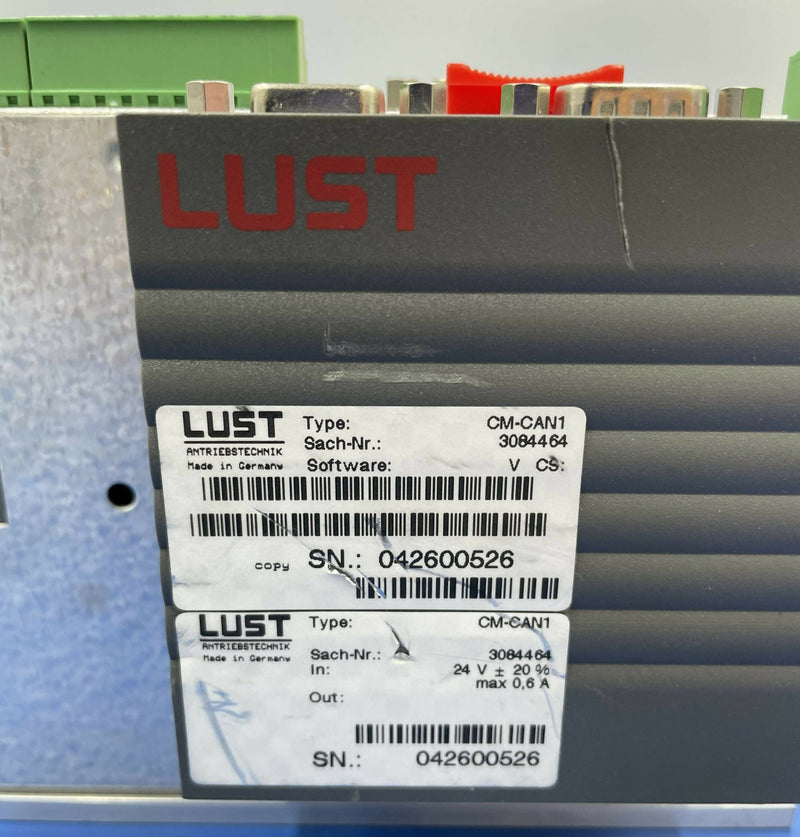 LUST
LUST
ANTRIEBSTECHNIK
Made in Germany
Type: CM-CAN1
Sach-Nr.: 3084464
Software: V CS:
copy SN.: 042600526
LUST
ANTRIEBSTECHNIK
Made in Germany
Type: CM-CAN1
Sach-Nr.: 3084464
In: 24 V ± 20 %
max 0,6 A
Out:
SN.: 042600526